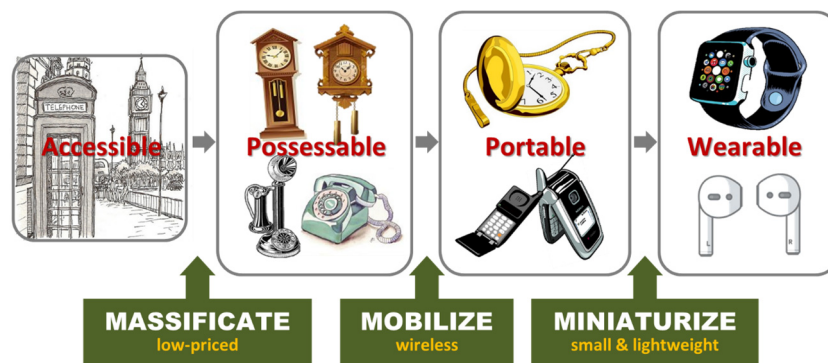 TELEPHONE
Accessible
Possessable
Portable
Wearable
L
R
MASSIFICATE
low-priced
MOBILIZE
wireless
MINIATURIZE
small & lightweight